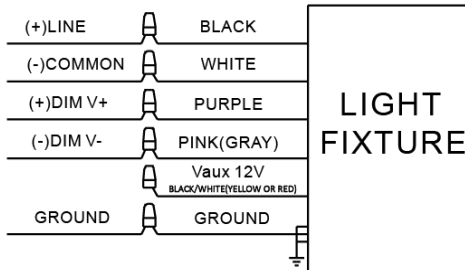 (+)LINE BLACK
(-)COMMON WHITE
(+)DIM V+ PURPLE
(-)DIM V- PINK(GRAY)
Vaux 12V
BLACK/WHITE(YELLOW OR RED)
GROUND GROUND
LIGHT
FIXTURE